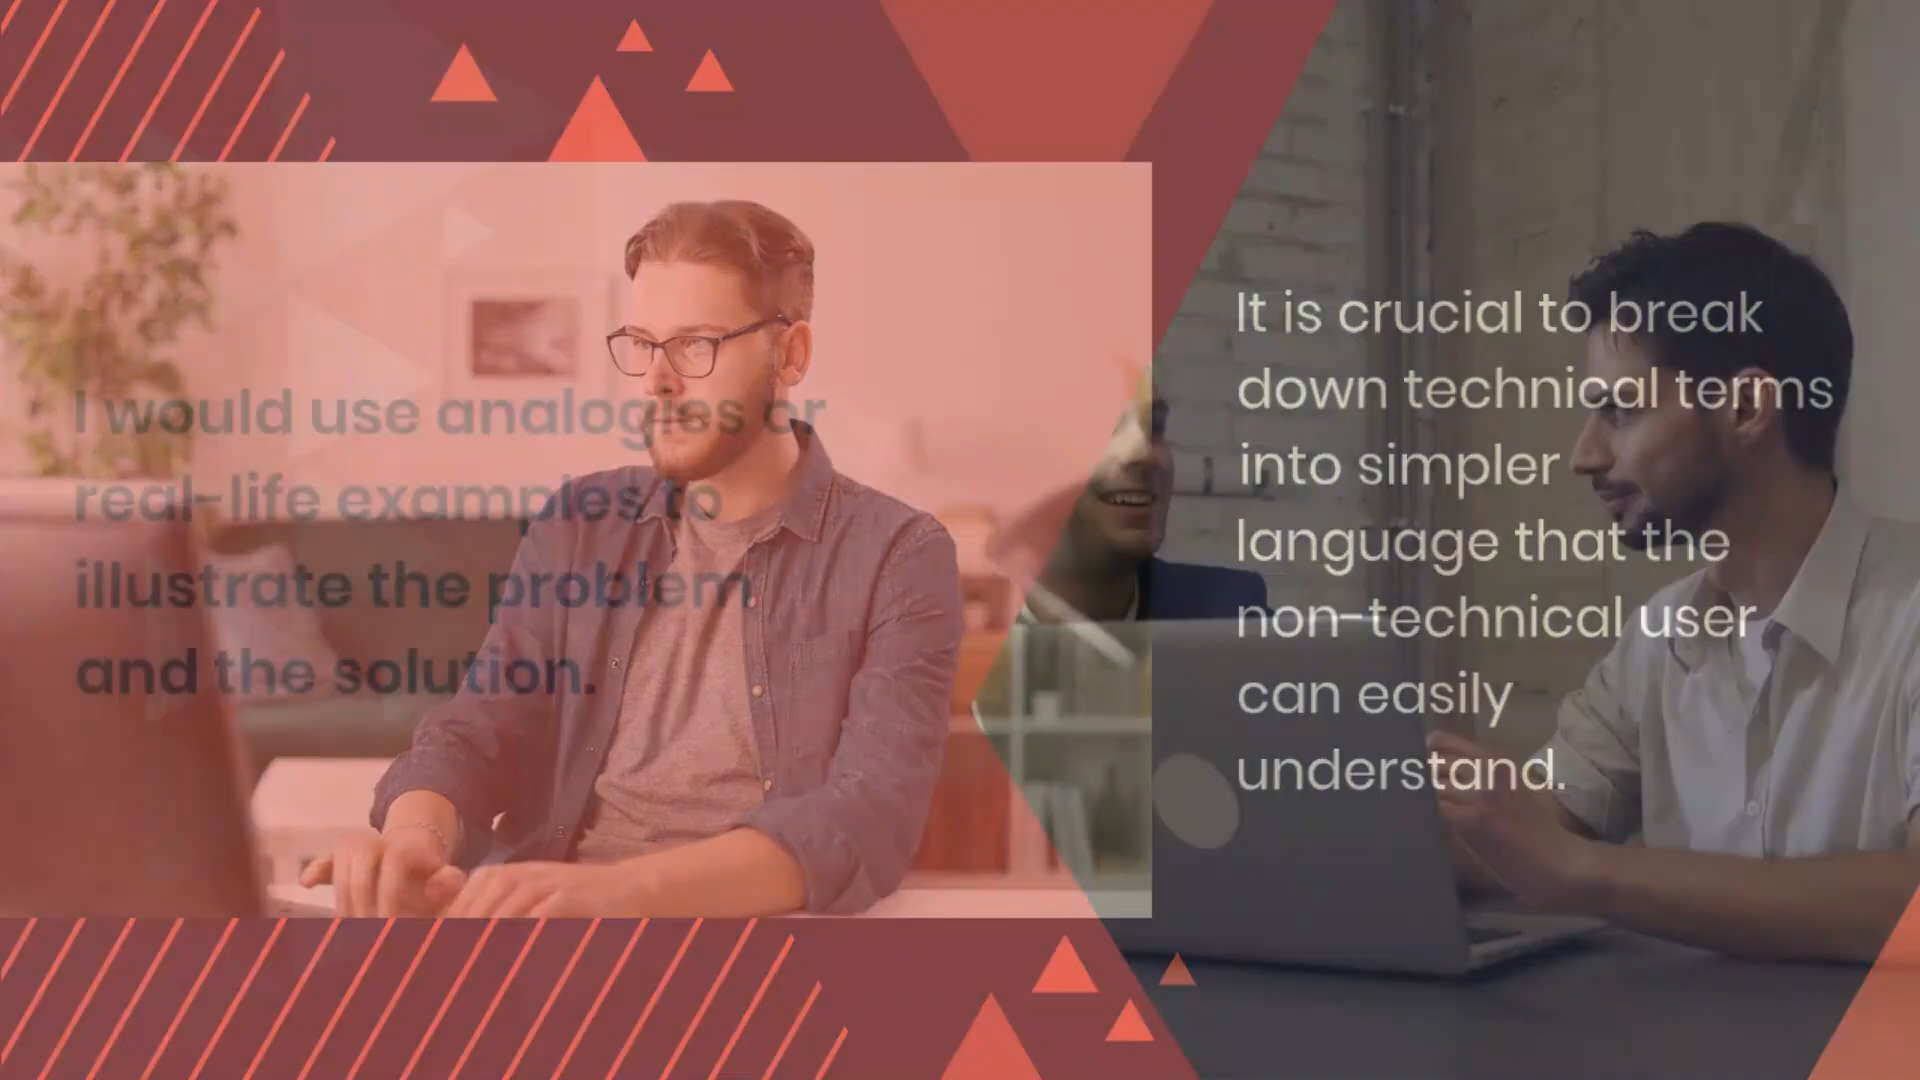 I would use analogies or
real-life examples to
illustrate the problem
and the solution.
It is crucial to break
down technical terms
into simpler
language that the
non-technical user
can easily
understand.